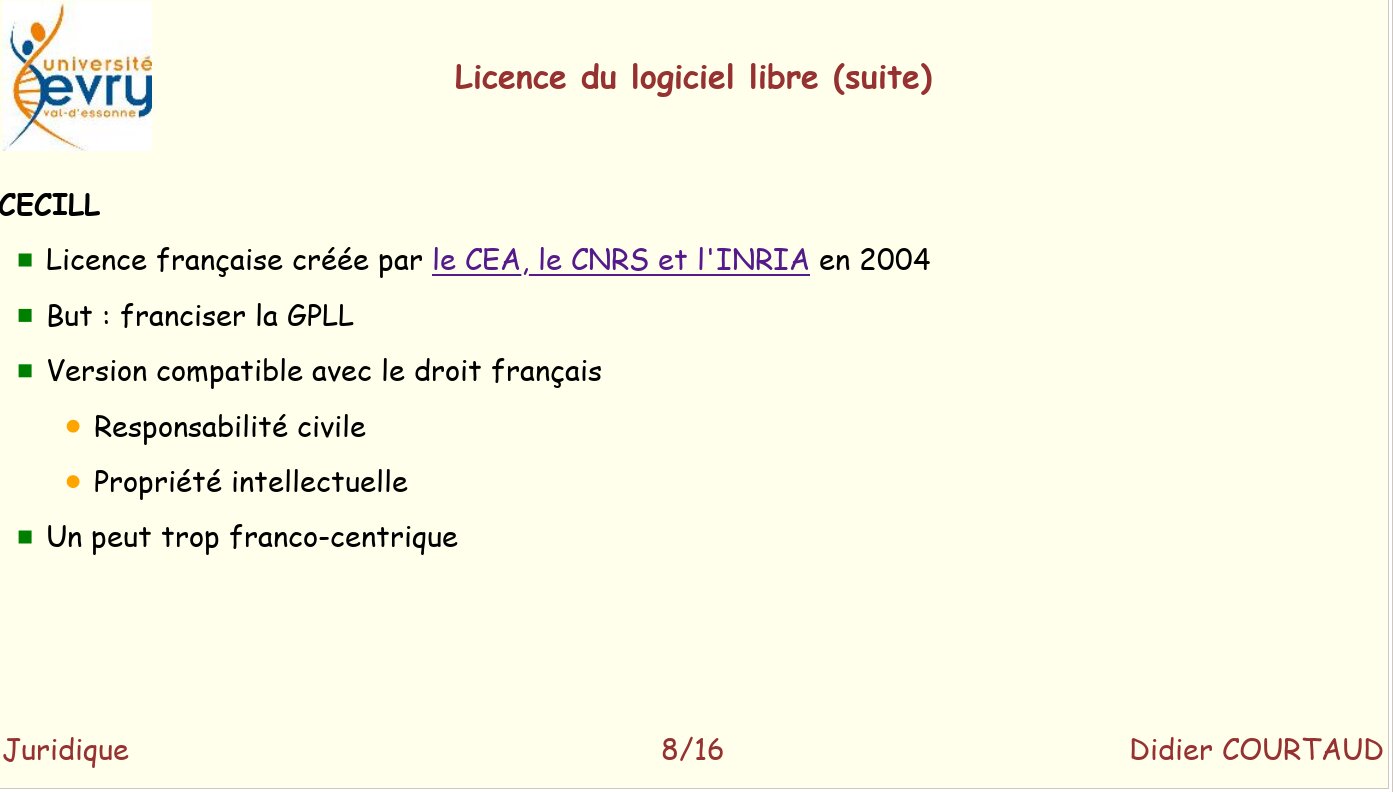 université
evry
val-d'essonne
Licence du logiciel libre (suite)
CECILL
Licence française créée par le CEA, le CNRS et l'INRIA en 2004
But : franciser la GPLL
Version compatible avec le droit français
Responsabilité civile
Propriété intellectuelle
Un peut trop franco-centrique
Juridique 8/16 Didier COURTAUD